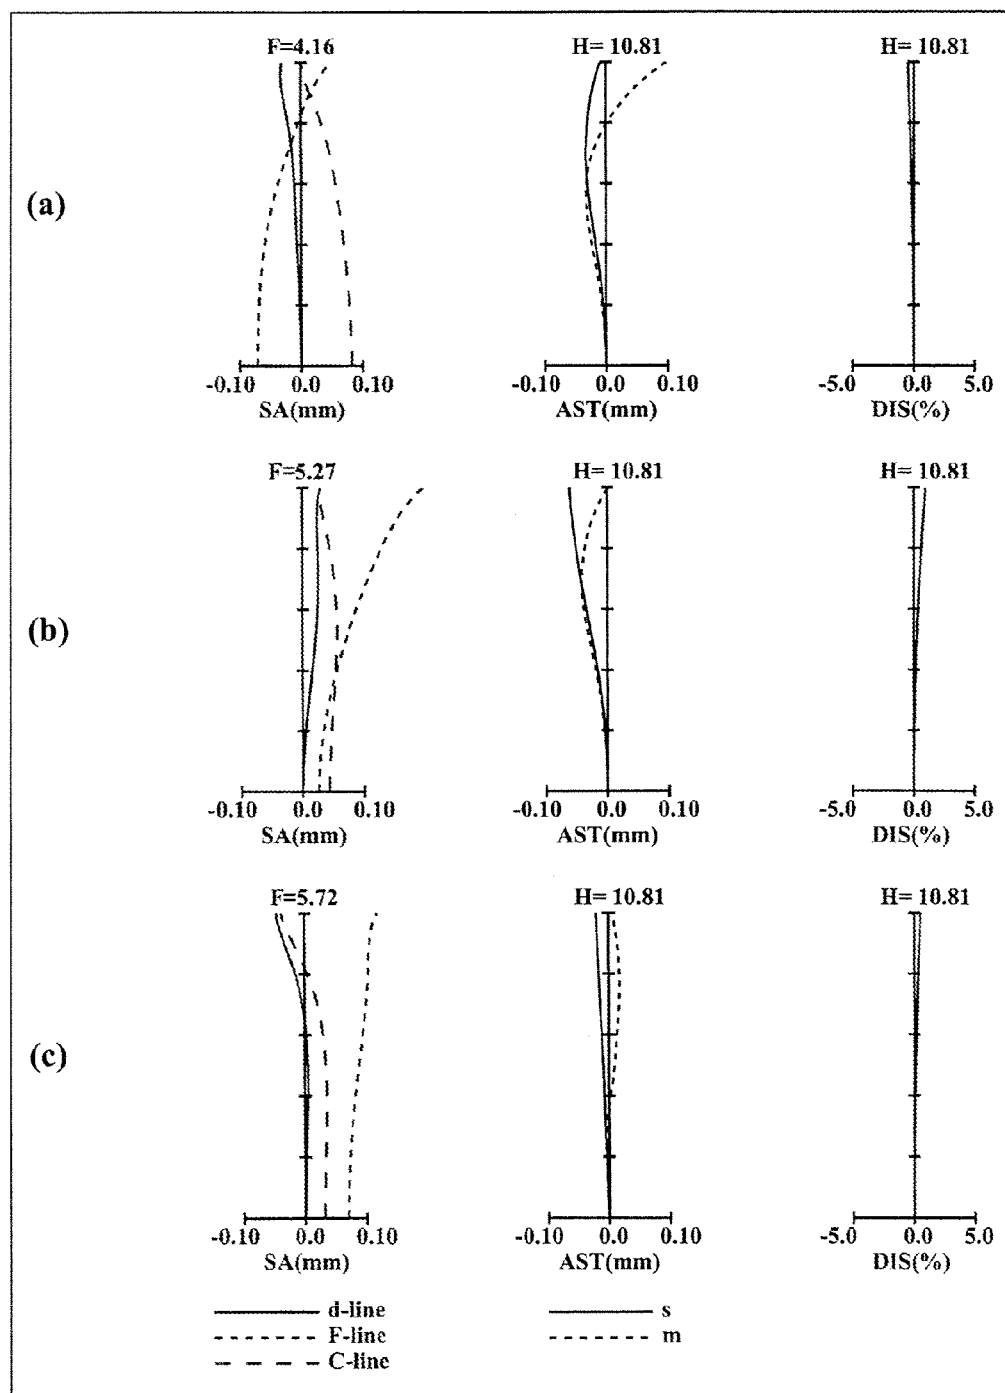 F=4.16 H= 10.81 H= 10.81
(a)
-0.10 0.0 0.10 -0.10 0.0 0.10 -5.0 0.0 5.0
SA(mm) AST(mm) DIS(%)
F=5.27 H= 10.81 H= 10.81
(b)
-0.10 0.0 0.10 -0.10 0.0 0.10 -5.0 0.0 5.0
SA(mm) AST(mm) DIS(%)
F=5.72 H= 10.81 H= 10.81
(c)
-0.10 0.0 0.10 -0.10 0.0 0.10 -5.0 0.0 5.0
SA(mm) AST(mm) DIS(%)
d-line s
F-line m
C-line